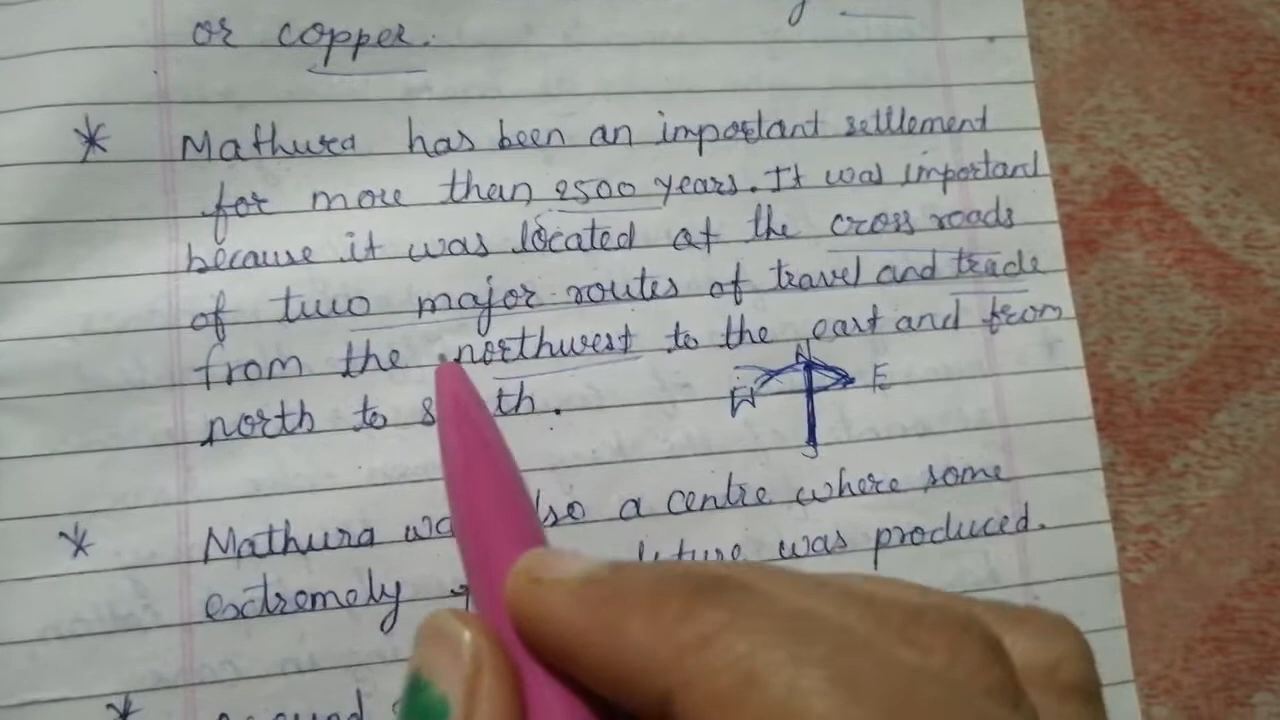 or copper.
* Mathura has been an important settlement
for more than 2500 years. It was important
because it was located at the cross roads
of two major routes of travel and trade
from the northwest to the east and from
north to th.
N
W E
S
* Mathura also a centre where some
extremely was produced.
*